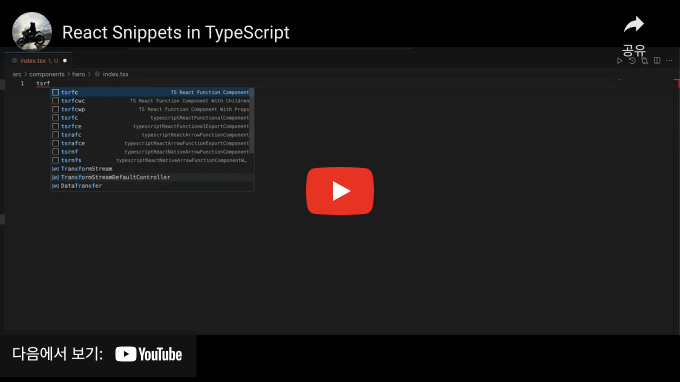 React Snippets in TypeScript
공유
index.tsx 1, U
src > components > hero > index.tsx
1 tsrf
tsrfc TS React Function Component
tsrfcwc TS React Function Component With Children
tsrfcwp TS React Function Component With Props
tsrfc typescriptReactFunctionalComponent
tsrfce typescriptReactFunctionalExportComponent
tsrafc typescriptReactArrowFunctionComponent
tsrafce typescriptReactArrowFunctionExportComponent
tsrnf typescriptReactNativeArrowFunctionComponent
tsrnfs typescriptReactNativeArrowFunctionComponentW...
TransformStream
TransformStreamDefaultController
DataTransfer
다음에서 보기: YouTube